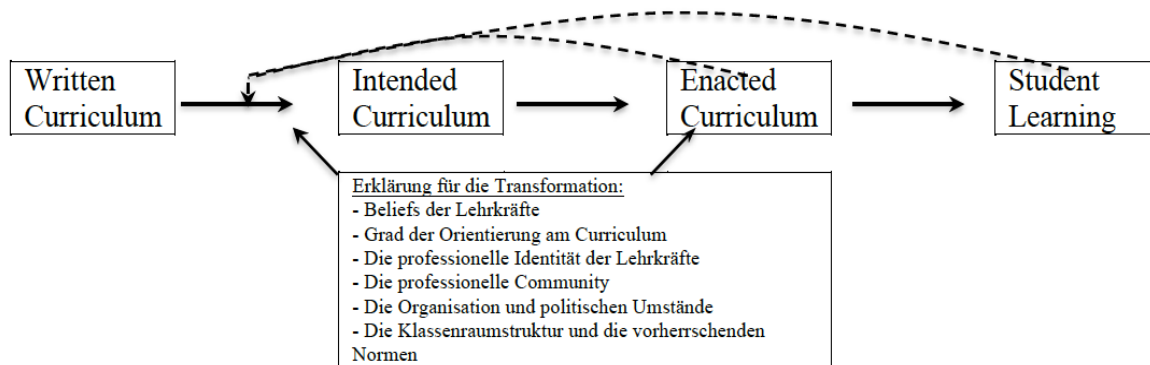 Written
Curriculum
Intended
Curriculum
Enacted
Curriculum
Student
Learning
Erklärung für die Transformation:
- Beliefs der Lehrkräfte
- Grad der Orientierung am Curriculum
- Die professionelle Identität der Lehrkräfte
- Die professionelle Community
- Die Organisation und politischen Umstände
- Die Klassenraumstruktur und die vorherrschenden
Normen